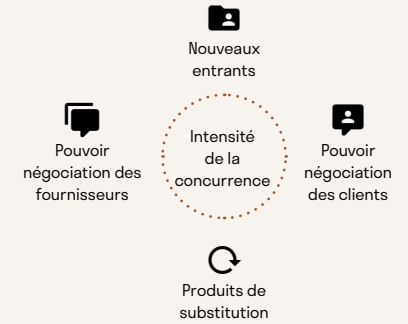 Nouveaux
entrants
Pouvoir
négociation des
fournisseurs
Intensité
de la
concurrence
Pouvoir
négociation
des clients
Produits de
substitution